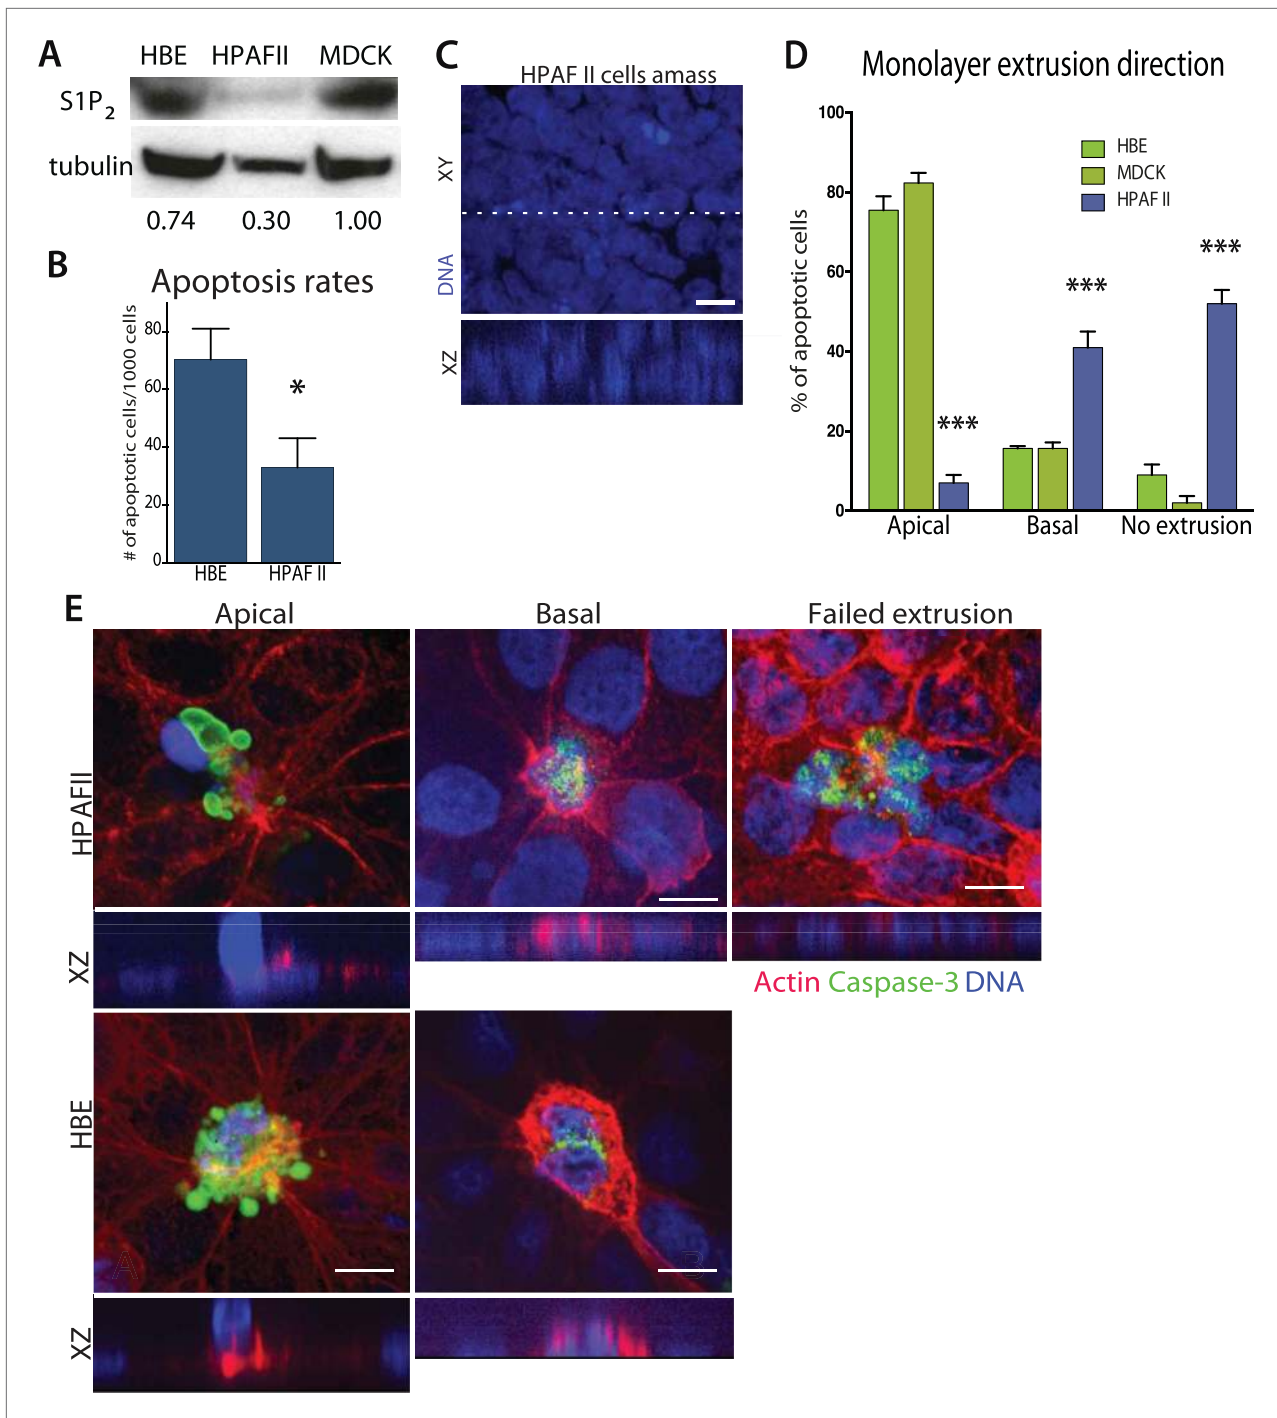 A
HBE HPAFII MDCK
S1P2
tubulin
0.74 0.30 1.00
B
Apoptosis rates
# of apoptotic cells/1000 cells
80
60
40
20
0
HBE HPAF II
*
C
HPAF II cells amass
XY
DNA
XZ
D
Monolayer extrusion direction
% of apoptotic cells
100
80
60
40
20
0
HBE
MDCK
HPAF II
***
***
***
Apical Basal No extrusion
E
Apical Basal Failed extrusion
HPAFII
XZ
Actin Caspase-3 DNA
HBE
A
B
XZ